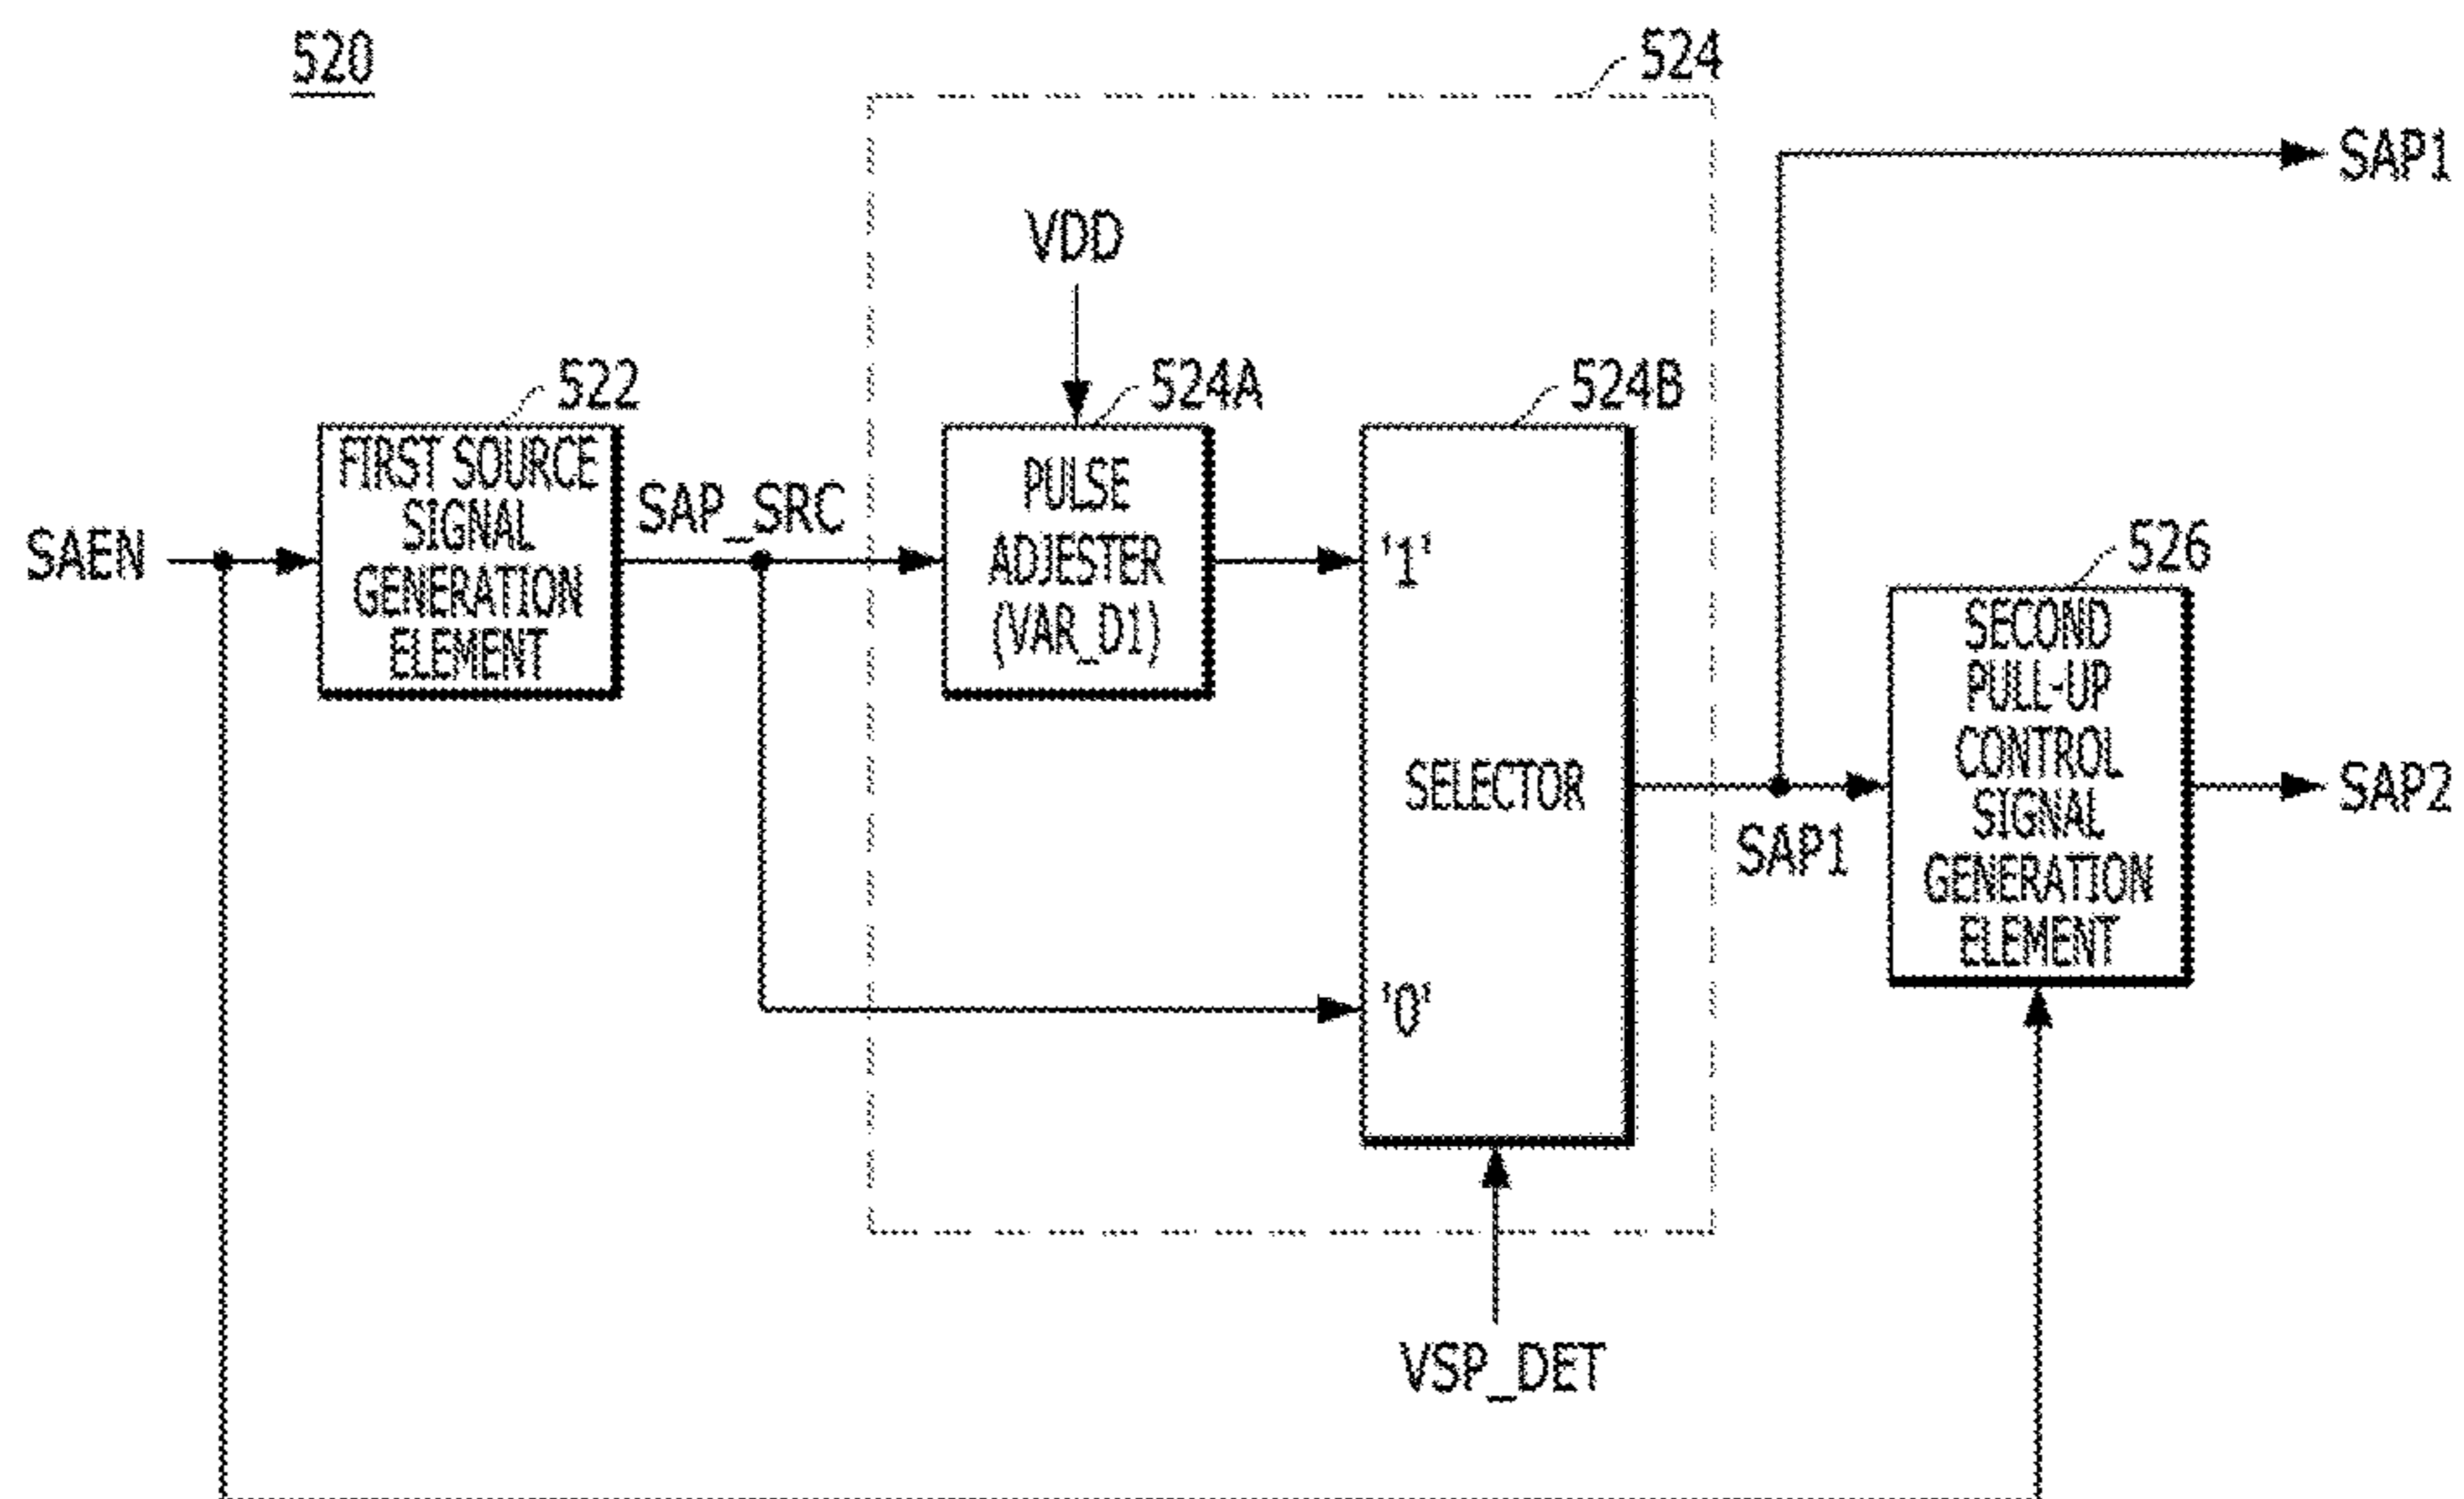 520
524
SAP1
VDD
522
524A
524B
FIRST SOURCE
SIGNAL
GENERATION
ELEMENT
SAEN
SAP_SRC
PULSE
ADJESTER
(VAR_D1)
'1'
SELECTOR
'0'
526
SECOND
PULL-UP
CONTROL
SIGNAL
GENERATION
ELEMENT
SAP1
SAP2
VSP_DET